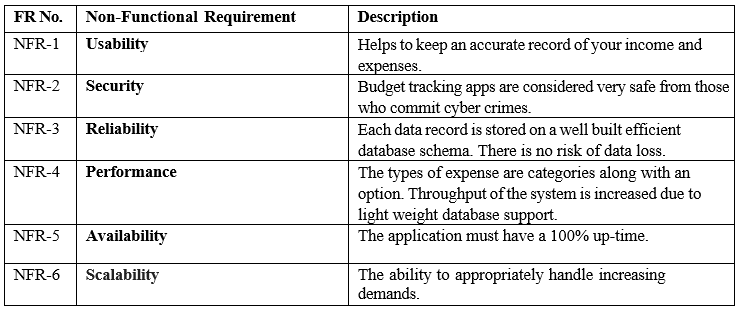 FR No. Non-Functional Requirement Description
NFR-1 Usability Helps to keep an accurate record of your income and
expenses.
NFR-2 Security Budget tracking apps are considered very safe from those
who commit cyber crimes.
NFR-3 Reliability Each data record is stored on a well built efficient
database schema. There is no risk of data loss.
NFR-4 Performance The types of expense are categories along with an
option. Throughput of the system is increased due to
light weight database support.
NFR-5 Availability The application must have a 100% up-time.
NFR-6 Scalability The ability to appropriately handle increasing
demands.